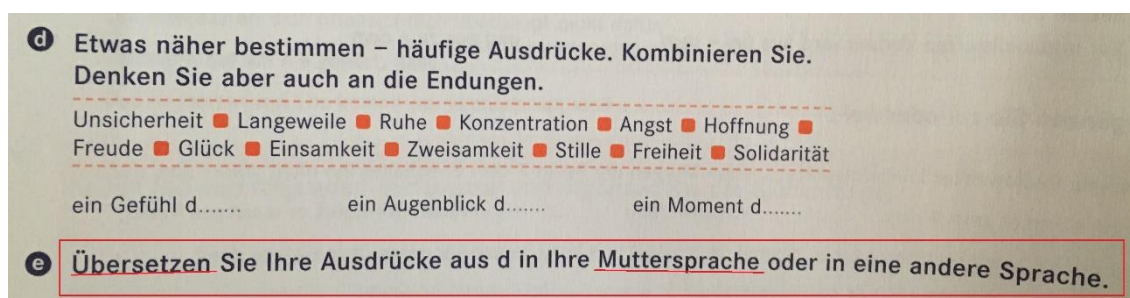 d Etwas näher bestimmen – häufige Ausdrücke. Kombinieren Sie.
Denken Sie aber auch an die Endungen.
Unsicherheit ■ Langeweile ■ Ruhe ■ Konzentration ■ Angst ■ Hoffnung ■
Freude ■ Glück ■ Einsamkeit ■ Zweisamkeit ■ Stille ■ Freiheit ■ Solidarität
ein Gefühl d....... ein Augenblick d....... ein Moment d.......
e Übersetzen Sie Ihre Ausdrücke aus d in Ihre Muttersprache oder in eine andere Sprache.